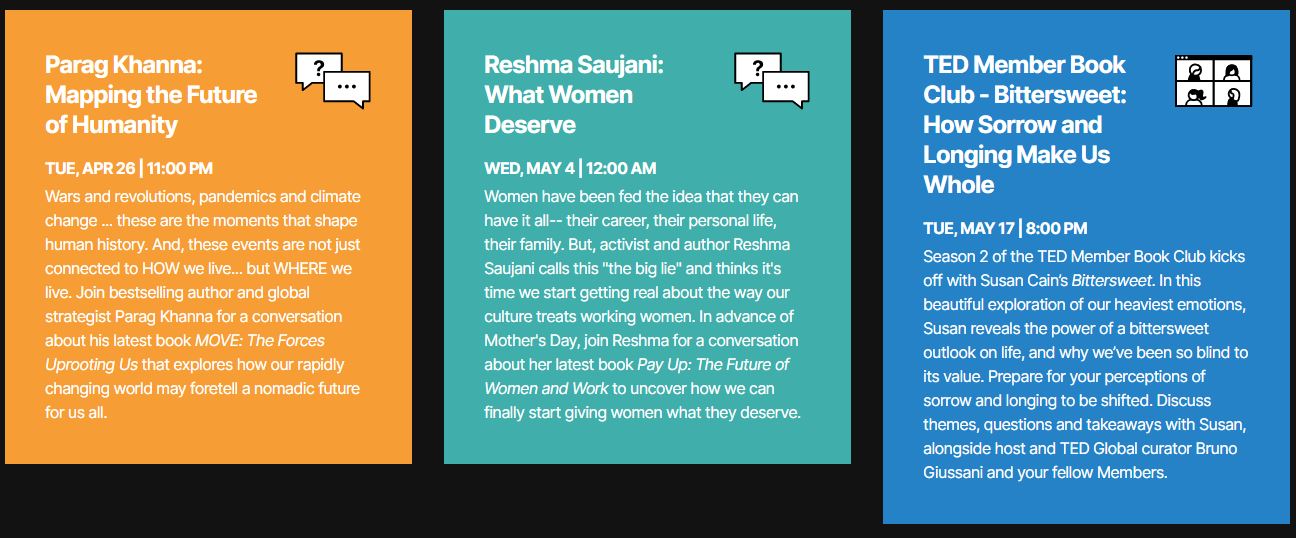 Parag Khanna:
Mapping the Future
of Humanity
?
...
TUE, APR 26 | 11:00 PM
Wars and revolutions, pandemics and climate
change ... these are the moments that shape
human history. And, these events are not just
connected to HOW we live... but WHERE we
live. Join bestselling author and global
strategist Parag Khanna for a conversation
about his latest book MOVE: The Forces
Uprooting Us that explores how our rapidly
changing world may foretell a nomadic future
for us all.
Reshma Saujani:
What Women
Deserve
?
...
WED, MAY 4 | 12:00 AM
Women have been fed the idea that they can
have it all-- their career, their personal life,
their family. But, activist and author Reshma
Saujani calls this "the big lie" and thinks it's
time we start getting real about the way our
culture treats working women. In advance of
Mother's Day, join Reshma for a conversation
about her latest book Pay Up: The Future of
Women and Work to uncover how we can
finally start giving women what they deserve.
TED Member Book
Club - Bittersweet:
How Sorrow and
Longing Make Us
Whole
TUE, MAY 17 | 8:00 PM
Season 2 of the TED Member Book Club kicks
off with Susan Cain’s Bittersweet. In this
beautiful exploration of our heaviest emotions,
Susan reveals the power of a bittersweet
outlook on life, and why we’ve been so blind to
its value. Prepare for your perceptions of
sorrow and longing to be shifted. Discuss
themes, questions and takeaways with Susan,
alongside host and TED Global curator Bruno
Giussani and your fellow Members.